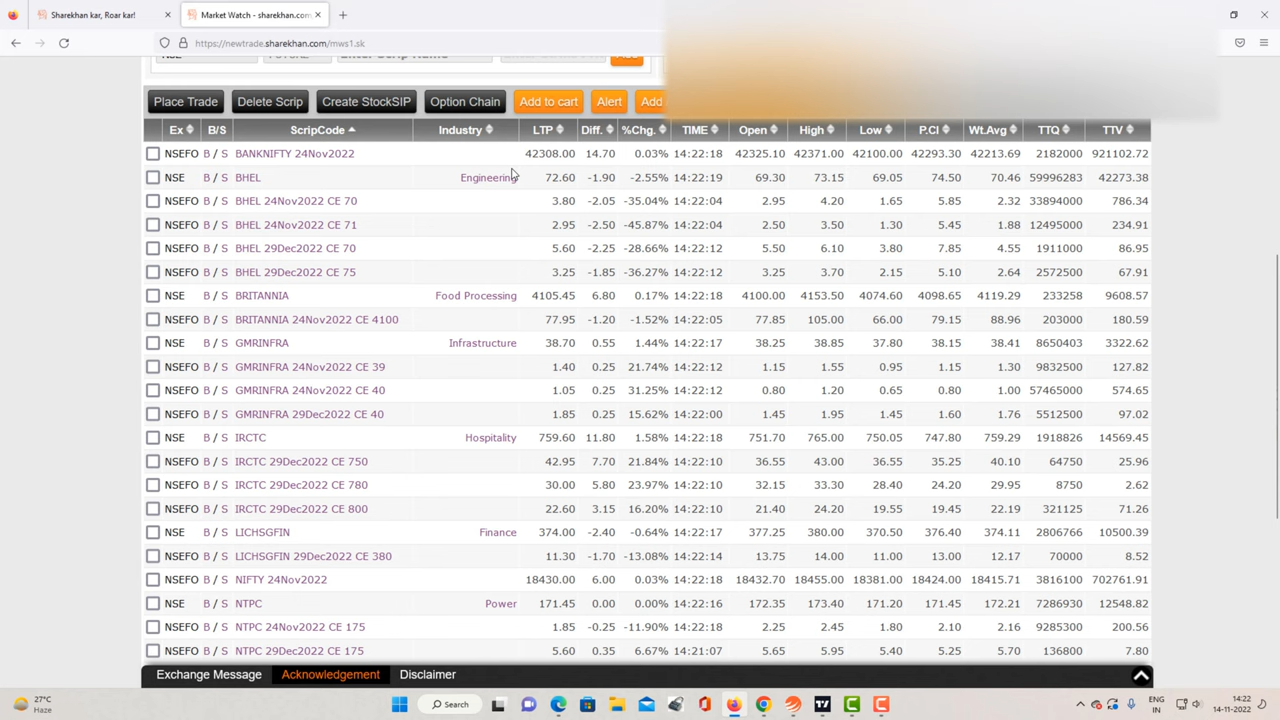 Sharekhan kar, Roar kar! × Market Watch - sharekhan.com × +
https://newtrade.sharekhan.com/mws1.sk
Place Trade Delete Scrip Create StockSIP Option Chain Add to cart Alert Add
Ex B/S ScripCode Industry LTP Diff. %Chg. TIME Open High Low P.Cl Wt.Avg TTQ TTV
NSEFO B / S BANKNIFTY 24Nov2022 42308.00 14.70 0.03% 14:22:18 42325.10 42371.00 42100.00 42293.30 42213.69 2182000 921102.72
NSE B / S BHEL Engineering 72.60 -1.90 -2.55% 14:22:19 69.30 73.15 69.05 74.50 70.46 59996283 42273.38
NSEFO B / S BHEL 24Nov2022 CE 70 3.80 -2.05 -35.04% 14:22:04 2.95 4.20 1.65 5.85 2.32 33894000 786.34
NSEFO B / S BHEL 24Nov2022 CE 71 2.95 -2.50 -45.87% 14:22:04 2.50 3.50 1.30 5.45 1.88 12495000 234.91
NSEFO B / S BHEL 29Dec2022 CE 70 5.60 -2.25 -28.66% 14:22:12 5.50 6.10 3.80 7.85 4.55 1911000 86.95
NSEFO B / S BHEL 29Dec2022 CE 75 3.25 -1.85 -36.27% 14:22:12 3.25 3.70 2.15 5.10 2.64 2572500 67.91
NSE B / S BRITANNIA Food Processing 4105.45 6.80 0.17% 14:22:18 4100.00 4153.50 4074.60 4098.65 4119.29 233258 9608.57
NSEFO B / S BRITANNIA 24Nov2022 CE 4100 77.95 -1.20 -1.52% 14:22:05 77.85 105.00 66.00 79.15 88.96 203000 180.59
NSE B / S GMRINFRA Infrastructure 38.70 0.55 1.44% 14:22:17 38.25 38.85 37.80 38.15 38.41 8650403 3322.62
NSEFO B / S GMRINFRA 24Nov2022 CE 39 1.40 0.25 21.74% 14:22:12 1.15 1.55 0.95 1.15 1.30 9832500 127.82
NSEFO B / S GMRINFRA 24Nov2022 CE 40 1.05 0.25 31.25% 14:22:12 0.80 1.20 0.65 0.80 1.00 57465000 574.65
NSEFO B / S GMRINFRA 29Dec2022 CE 40 1.85 0.25 15.62% 14:22:00 1.45 1.95 1.45 1.60 1.76 5512500 97.02
NSE B / S IRCTC Hospitality 759.60 11.80 1.58% 14:22:18 751.70 765.00 750.05 747.80 759.29 1918826 14569.45
NSEFO B / S IRCTC 29Dec2022 CE 750 42.95 7.70 21.84% 14:22:10 36.55 43.00 36.55 35.25 40.10 64750 25.96
NSEFO B / S IRCTC 29Dec2022 CE 780 30.00 5.80 23.97% 14:22:10 32.15 33.30 28.40 24.20 29.95 8750 2.62
NSEFO B / S IRCTC 29Dec2022 CE 800 22.60 3.15 16.20% 14:22:10 21.40 24.20 19.55 19.45 22.19 321125 71.26
NSE B / S LICHSGFIN Finance 374.00 -2.40 -0.64% 14:22:18 377.25 380.00 370.50 376.40 374.11 2806766 10500.39
NSEFO B / S LICHSGFIN 29Dec2022 CE 380 11.30 -1.70 -13.08% 14:22:14 13.75 14.00 11.00 13.00 12.17 70000 8.52
NSEFO B / S NIFTY 24Nov2022 18430.00 6.00 0.03% 14:22:18 18432.70 18455.00 18381.00 18424.00 18415.71 3816100 702761.91
NSE B / S NTPC Power 171.45 0.00 0.00% 14:22:16 172.35 173.40 171.20 171.45 172.21 7286930 12548.82
NSEFO B / S NTPC 24Nov2022 CE 175 1.85 -0.25 -11.90% 14:22:18 2.25 2.45 1.80 2.10 2.16 9285300 200.56
NSEFO B / S NTPC 29Dec2022 CE 175 5.60 0.35 6.67% 14:21:07 5.65 5.95 5.40 5.25 5.70 136800 7.80
Exchange Message Acknowledgement Disclaimer
27°C
Haze
Search
ENG
IN
14:22
14-11-2022